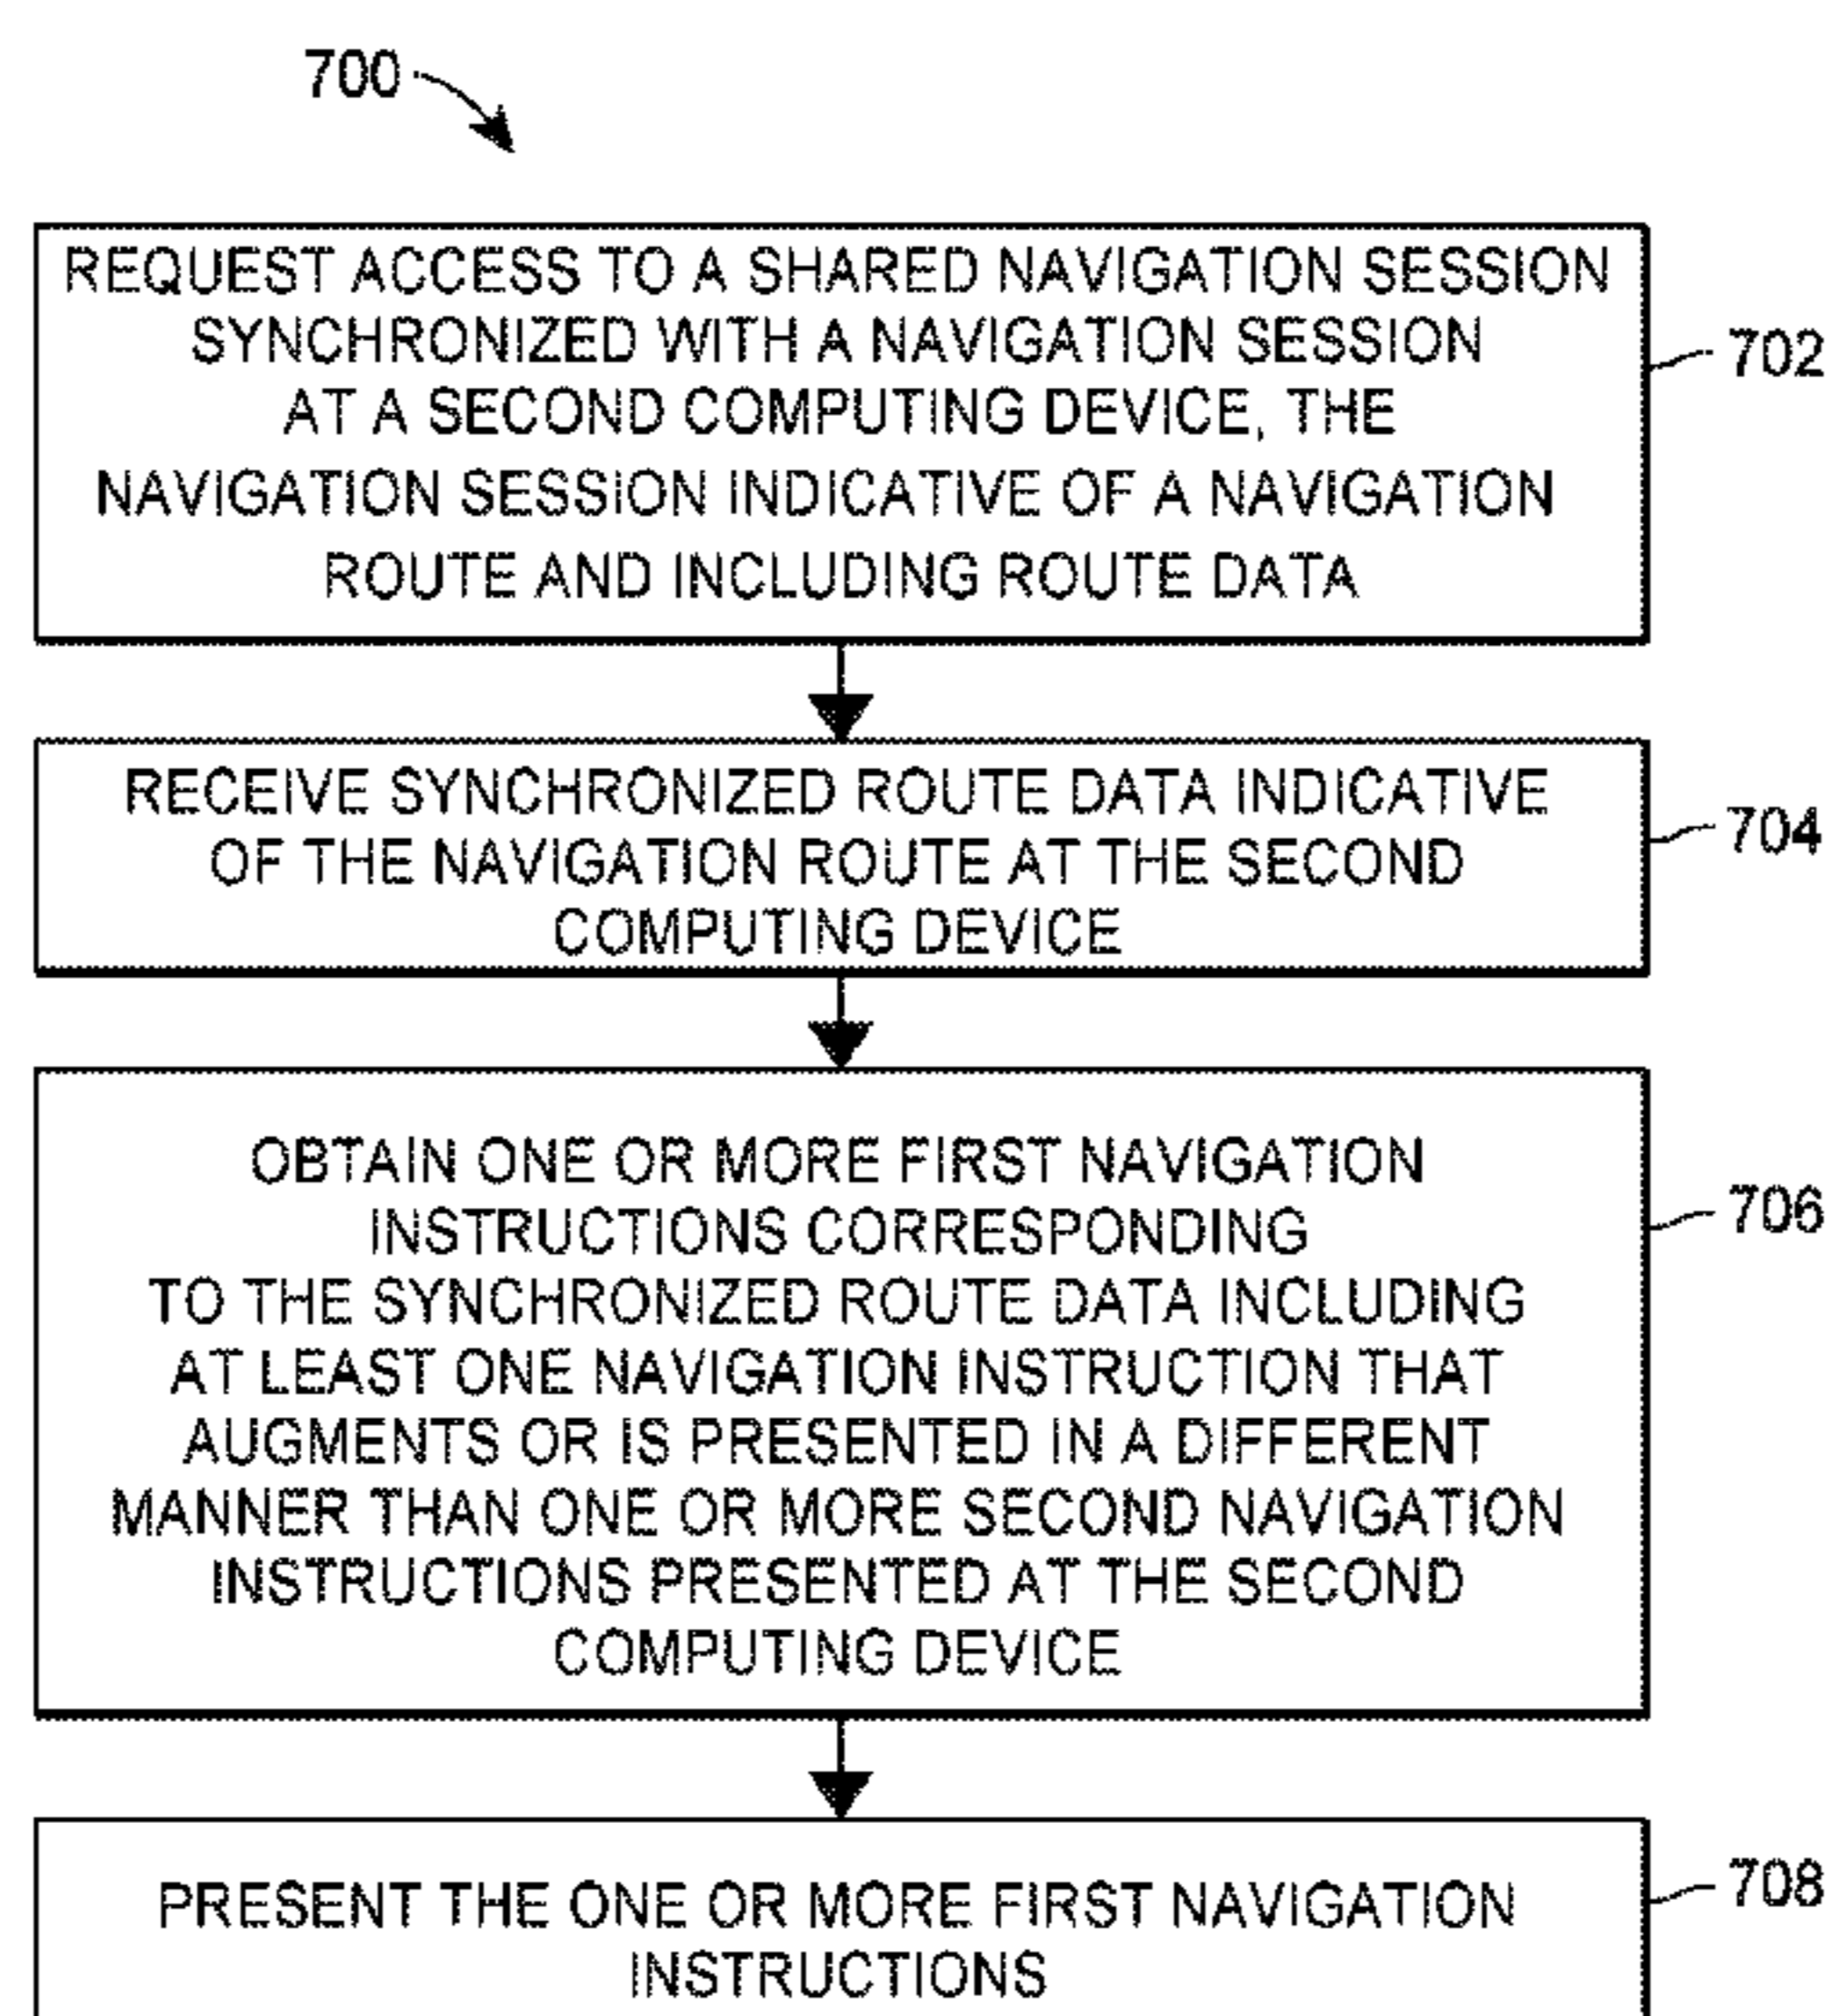 700
REQUEST ACCESS TO A SHARED NAVIGATION SESSION
SYNCHRONIZED WITH A NAVIGATION SESSION
AT A SECOND COMPUTING DEVICE, THE
NAVIGATION SESSION INDICATIVE OF A NAVIGATION
ROUTE AND INCLUDING ROUTE DATA
702
RECEIVE SYNCHRONIZED ROUTE DATA INDICATIVE
OF THE NAVIGATION ROUTE AT THE SECOND
COMPUTING DEVICE
704
OBTAIN ONE OR MORE FIRST NAVIGATION
INSTRUCTIONS CORRESPONDING
TO THE SYNCHRONIZED ROUTE DATA INCLUDING
AT LEAST ONE NAVIGATION INSTRUCTION THAT
AUGMENTS OR IS PRESENTED IN A DIFFERENT
MANNER THAN ONE OR MORE SECOND NAVIGATION
INSTRUCTIONS PRESENTED AT THE SECOND
COMPUTING DEVICE
706
PRESENT THE ONE OR MORE FIRST NAVIGATION
INSTRUCTIONS
708